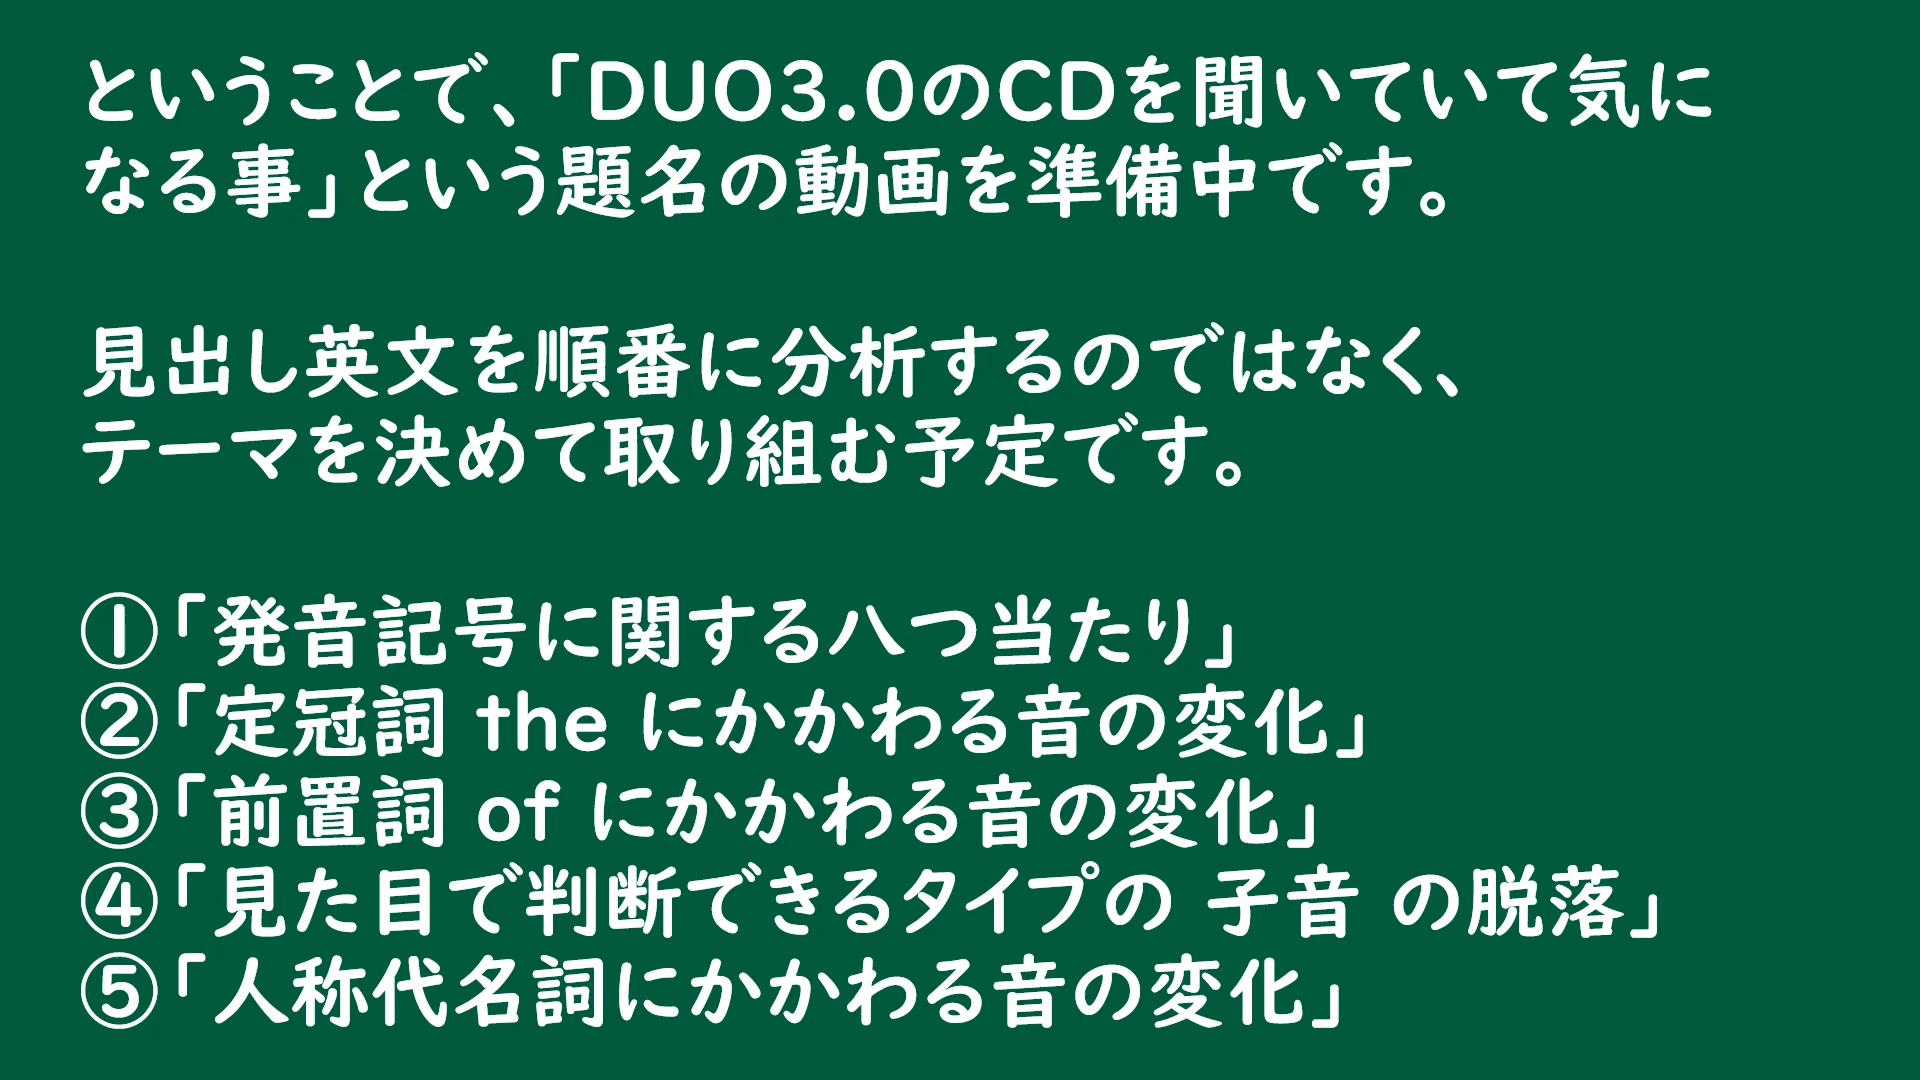 ということで、「DUO3.0のCDを聞いていて気に
なる事」という題名の動画を準備中です。
見出し英文を順番に分析するのではなく、
テーマを決めて取り組む予定です。
①「発音記号に関する八つ当たり」
②「定冠詞 the にかかわる音の変化」
③「前置詞 of にかかわる音の変化」
④「見た目で判断できるタイプの 子音 の脱落」
⑤「人称代名詞にかかわる音の変化」